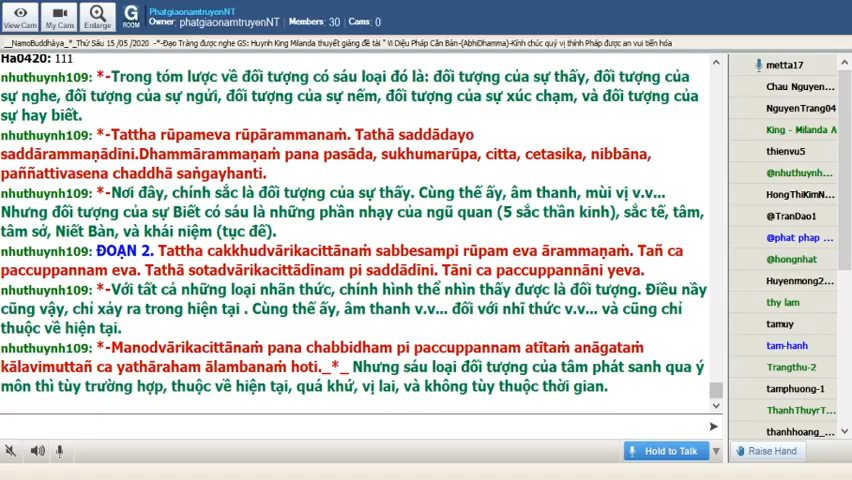 View Cam
My Cam
Enlarge
G
ROOM
PhatgiaonamtruyenNT
Owner: phatgiaonamtruyenNT | Members: 30 | Cams: 0
__NamoBuddhàya_*_Thứ Sáu 15 /05 /2020 -*-Đạo Tràng được nghe GS: Huynh King Milanda thuyết giảng đề tài " Vi Diệu Pháp Căn Bản-(AbhiDhamma)-Kính chúc quý vị thính Pháp được an vui tiến hóa
Ha0420: 111
nhuthuynh109: *-Trong tóm lược về đối tượng có sáu loại đó là: đối tượng của sự thấy, đối tượng của
sự nghe, đối tượng của sự ngửi, đối tượng của sự nếm, đối tượng của sự xúc chạm, và đối tượng của
sự hay biết.
nhuthuynh109: *-Tattha rūpameva rūpārammanaṁ. Tathā saddādayo
saddārammaṇādīni.Dhammārammaṇaṁ pana pasāda, sukhumarūpa, citta, cetasika, nibbāna,
paññattivasena chaddhā saṅgayhanti.
nhuthuynh109: *-Nơi đây, chính sắc là đối tượng của sự thấy. Cùng thế ấy, âm thanh, mùi vị v.v...
Nhưng đối tượng của sự Biết có sáu là những phần nhạy của ngũ quan (5 sắc thần kinh), sắc tế, tâm,
tâm sở, Niết Bàn, và khái niệm (tục đế).
nhuthuynh109: ĐOẠN 2. Tattha cakkhudvārikacittānaṁ sabbesampi rūpam eva ārammaṇaṁ. Tañ ca
paccuppannam eva. Tathā sotadvārikacittādīnam pi saddādīni. Tāni ca paccuppannāni yeva.
nhuthuynh109: *-Với tất cả những loại nhãn thức, chính hình thể nhìn thấy được là đối tượng. Điều nầy
cũng vậy, chỉ xảy ra trong hiện tại . Cùng thế ấy, âm thanh v.v... đối với nhĩ thức v.v... và cũng chỉ
thuộc về hiện tại.
nhuthuynh109: *-Manodvārikacittānaṁ pana chabbidham pi paccuppannam atītaṁ anāgataṁ
kālavimuttañ ca yathāraham ālambanaṁ hoti._*_ Nhưng sáu loại đối tượng của tâm phát sanh qua ý
môn thì tùy trường hợp, thuộc về hiện tại, quá khứ, vị lai, và không tùy thuộc thời gian.
Hold to Talk
Raise Hand
metta17
Chau Nguyen...
NguyenTrang04
King - Milanda A
thienvu5
@nhuthuynh...
HongThiKimN...
@TranDao1
@phat phap ...
@hongnhat
Huyenmong2...
thy lam
tamuy
tam-hanh
Trangthu-2
tamphuong-1
ThanhThuyrT...
thanhhoang_...